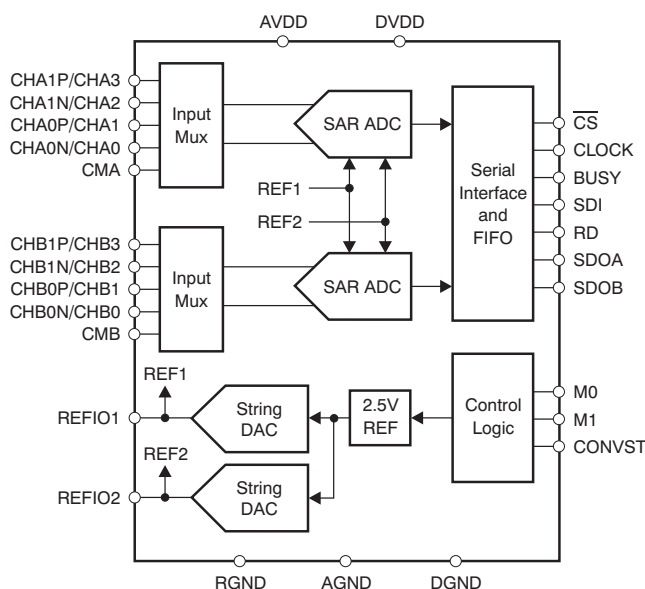 AVDD
DVDD
CHA1P/CHA3
CHA1N/CHA2
CHA0P/CHA1
CHA0N/CHA0
CMA
Input
Mux
SAR ADC
REF1
REF2
CHB1P/CHB3
CHB1N/CHB2
CHB0P/CHB1
CHB0N/CHB0
CMB
Input
Mux
SAR ADC
Serial
Interface
and
FIFO
CS
CLOCK
BUSY
SDI
RD
SDOA
SDOB
REF1
REFIO1
String
DAC
2.5V
REF
Control
Logic
M0
M1
CONVST
REF2
REFIO2
String
DAC
RGND
AGND
DGND